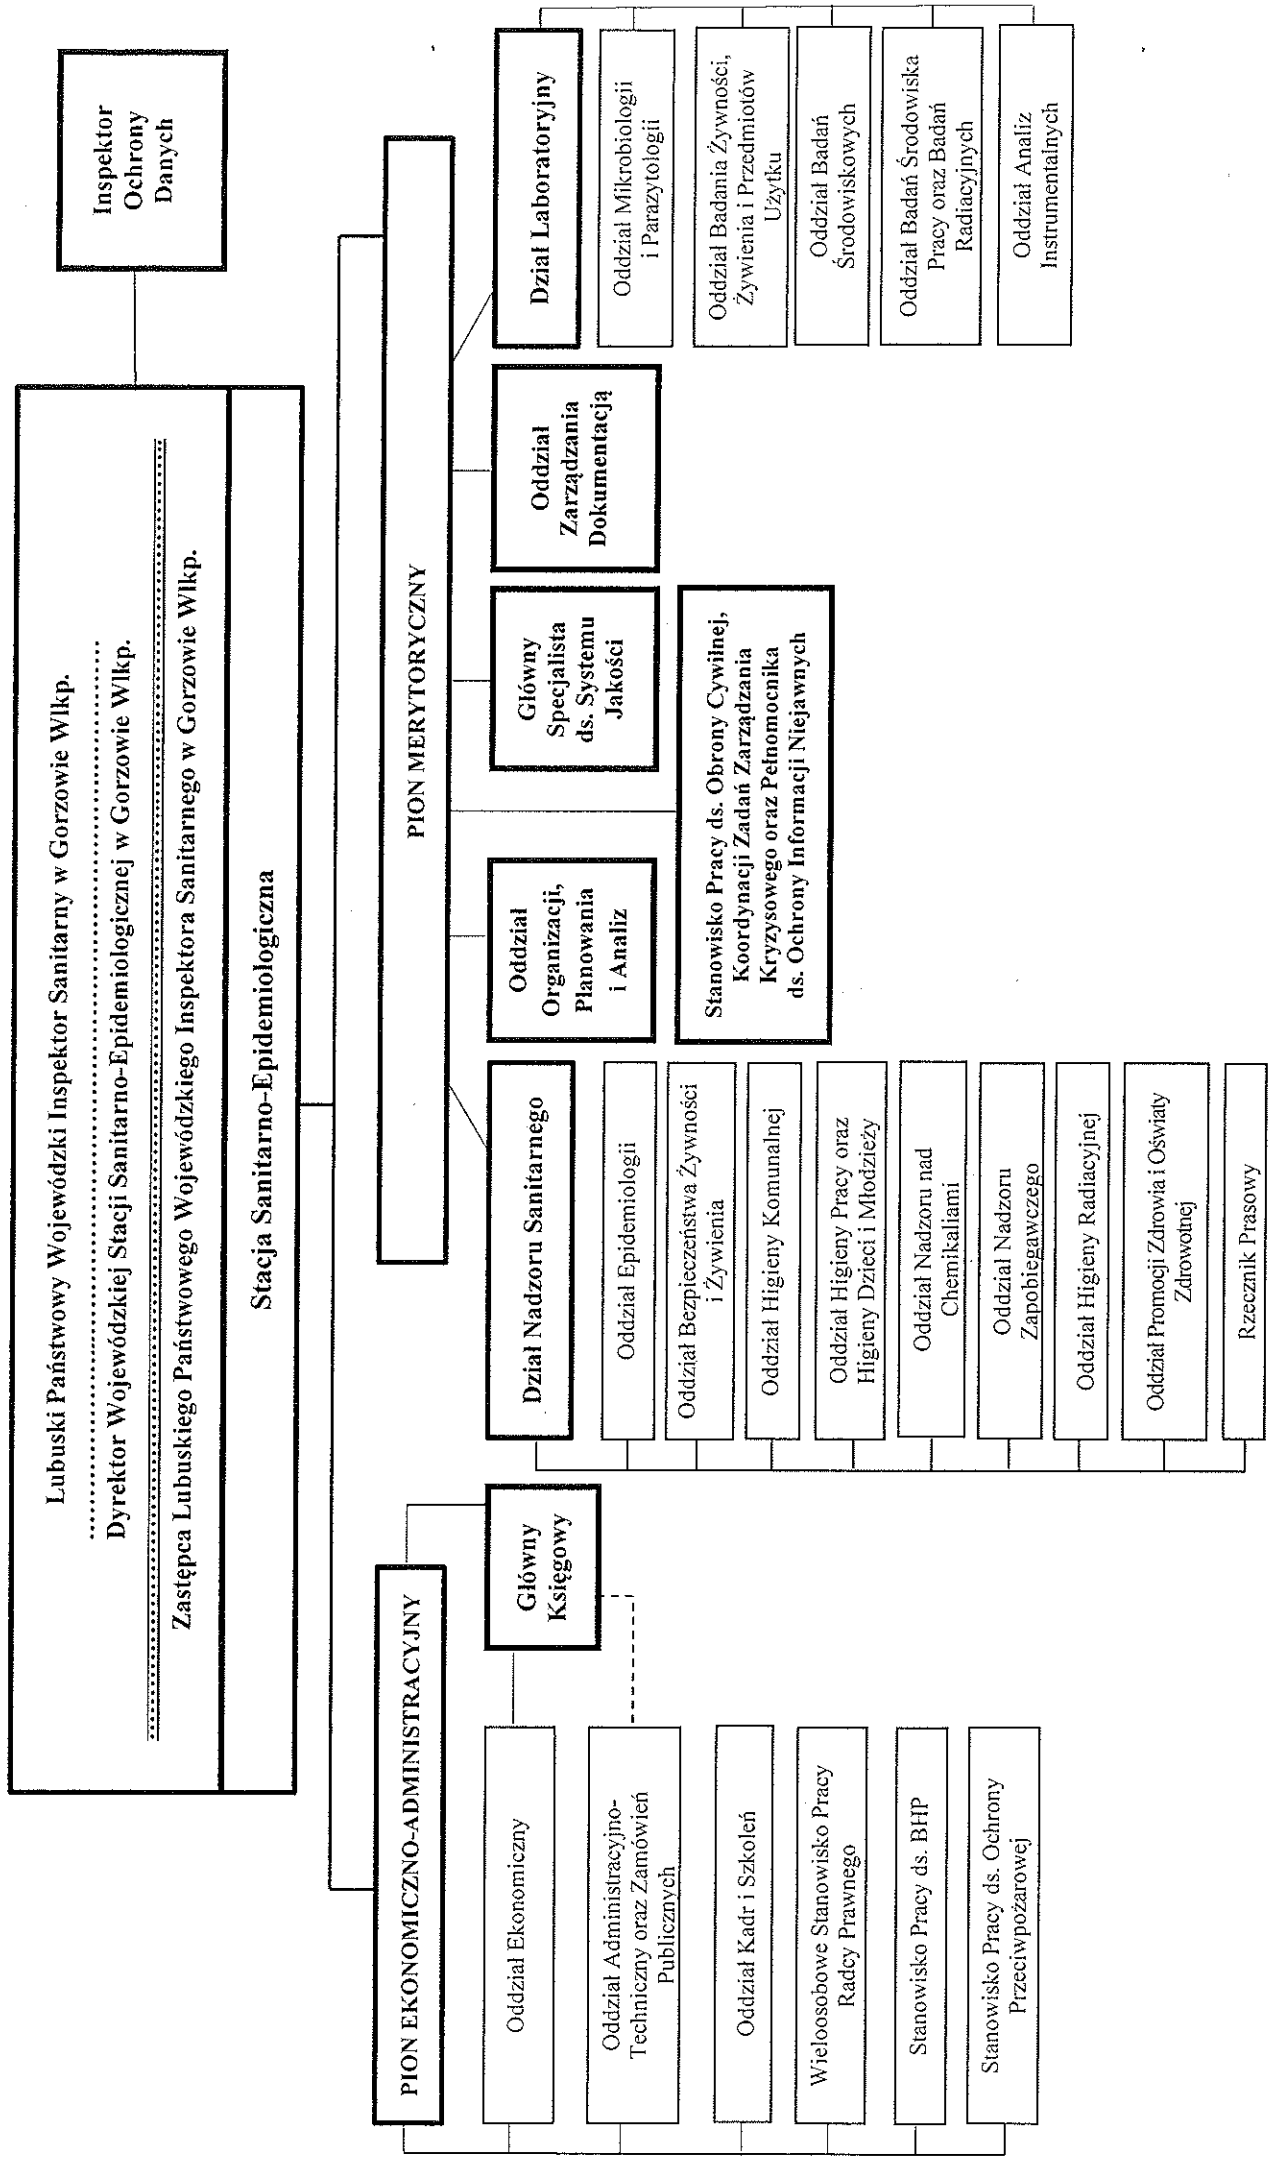 Lubuski Państwowy Wojewódzki Inspektor Sanitarny w Gorzowie Wlkp.
Dyrektor Wojewódzkiej Stacji Sanitarno-Epidemiologicznej w Gorzowie Wlkp.
Zastępca Lubuskiego Państwowego Wojewódzkiego Inspektora Sanitarnego w Gorzowie Wlkp.
Stacja Sanitarno-Epidemiologiczna
Inspektor
Ochrony
Danych
PION EKONOMICZNO-ADMINISTRACYJNY
Główny
Księgowy
Oddział Ekonomiczny
Oddział Administracyjno-
Techniczny oraz Zamówień
Publicznych
Oddział Kadr i Szkoleń
Wieloosobowe Stanowisko Pracy
Radcy Prawnego
Stanowisko Pracy ds. BHP
Stanowisko Pracy ds. Ochrony
Przeciwpożarowej
PION MERYTORYCZNY
Dział Nadzoru Sanitarnego
Oddział Epidemiologii
Oddział Bezpieczeństwa Żywności
i Żywienia
Oddział Higieny Komunalnej
Oddział Higieny Pracy oraz
Higieny Dzieci i Młodzieży
Oddział Nadzoru nad
Chemikaliami
Oddział Nadzoru
Zapobiegawczego
Oddział Higieny Radiacyjnej
Oddział Promocji Zdrowia i Oświaty
Zdrowotnej
Rzecznik Prasowy
Oddział
Organizacji,
Planowania
i Analiz
Stanowisko Pracy ds. Obrony Cywilnej,
Koordynacji Zadań Zarządzania
Kryzysowego oraz Pełnomocnika
ds. Ochrony Informacji Niejawnych
Główny
Specjalista
ds. Systemu
Jakości
Oddział
Zarządzania
Dokumentacją
Dział Laboratoryjny
Oddział Mikrobiologii
i Parazytologii
Oddział Badania Żywności,
Żywienia i Przedmiotów
Użytku
Oddział Badań
Środowiskowych
Oddział Badań Środowiska
Pracy oraz Badań
Radiacyjnych
Oddział Analiz
Instrumentalnych